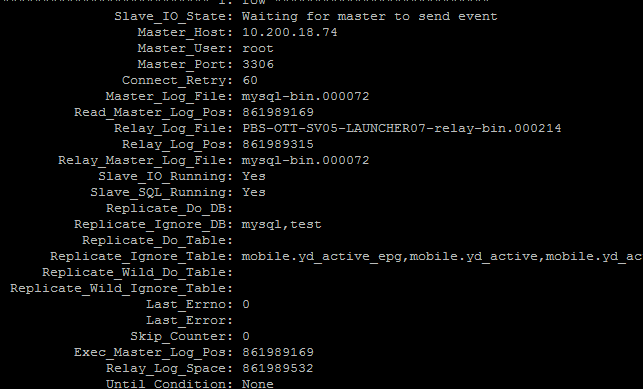 *************************** 1. row ***************************
Slave_IO_State: Waiting for master to send event
Master_Host: 10.200.18.74
Master_User: root
Master_Port: 3306
Connect_Retry: 60
Master_Log_File: mysql-bin.000072
Read_Master_Log_Pos: 861989169
Relay_Log_File: PBS-OTT-SV05-LAUNCHER07-relay-bin.000214
Relay_Log_Pos: 861989315
Relay_Master_Log_File: mysql-bin.000072
Slave_IO_Running: Yes
Slave_SQL_Running: Yes
Replicate_Do_DB:
Replicate_Ignore_DB: mysql,test
Replicate_Do_Table:
Replicate_Ignore_Table: mobile.yd_active_epg,mobile.yd_active,mobile.yd_ac
Replicate_Wild_Do_Table:
Replicate_Wild_Ignore_Table:
Last_Errno: 0
Last_Error:
Skip_Counter: 0
Exec_Master_Log_Pos: 861989169
Relay_Log_Space: 861989532
Until_Condition: None